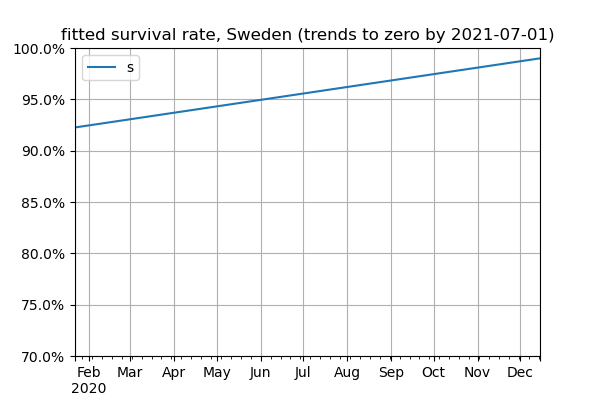 fitted survival rate, Sweden (trends to zero by 2021-07-01)
s
100.0%
95.0%
90.0%
85.0%
80.0%
75.0%
70.0%
Feb Mar Apr May Jun Jul Aug Sep Oct Nov Dec
2020